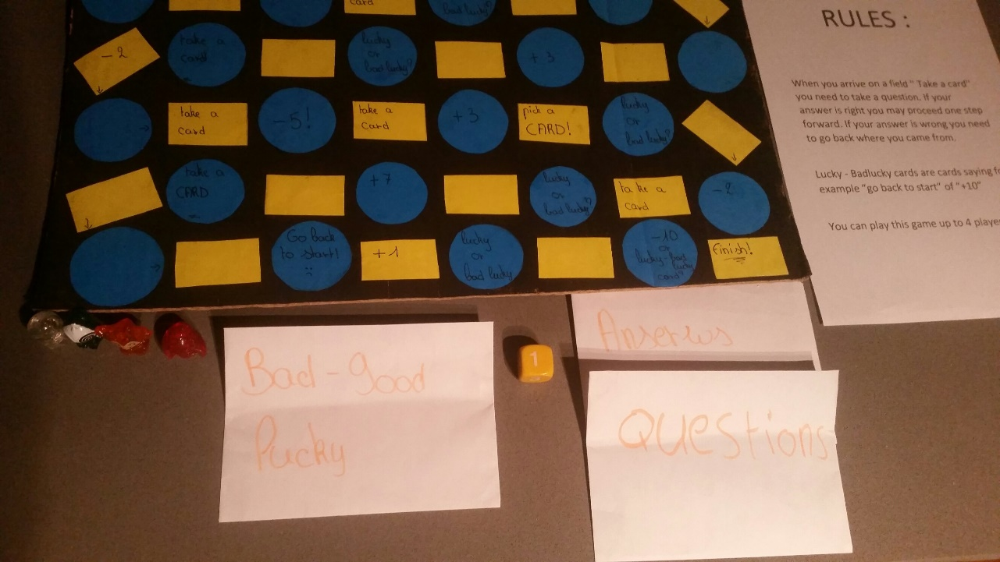 card
bad lucky?
- 2
take a
card
lucky
or
bad lucky?
+ 3
take a
card
- 5!
take a
card
+ 3
pick a
CARD!
lucky
or
bad lucky?
take a
CARD
+ 7
lucky
or
bad lucky?
take a
card
- 2
Go back
to start!
+ 1
lucky
or
bad lucky
-10
or
lucky-bad
lucky
card?
finish!
RULES :
When you arrive on a field " Take a card"
you need to take a question. If your
answer is right you may proceed one step
forward. If your answer is wrong you need
to go back where you came from.
Lucky - Badlucky cards are cards saying
example "go back to start" of "+10"
You can play this game up to 4
Bad-good
Pucky
1
Anserws
Questions